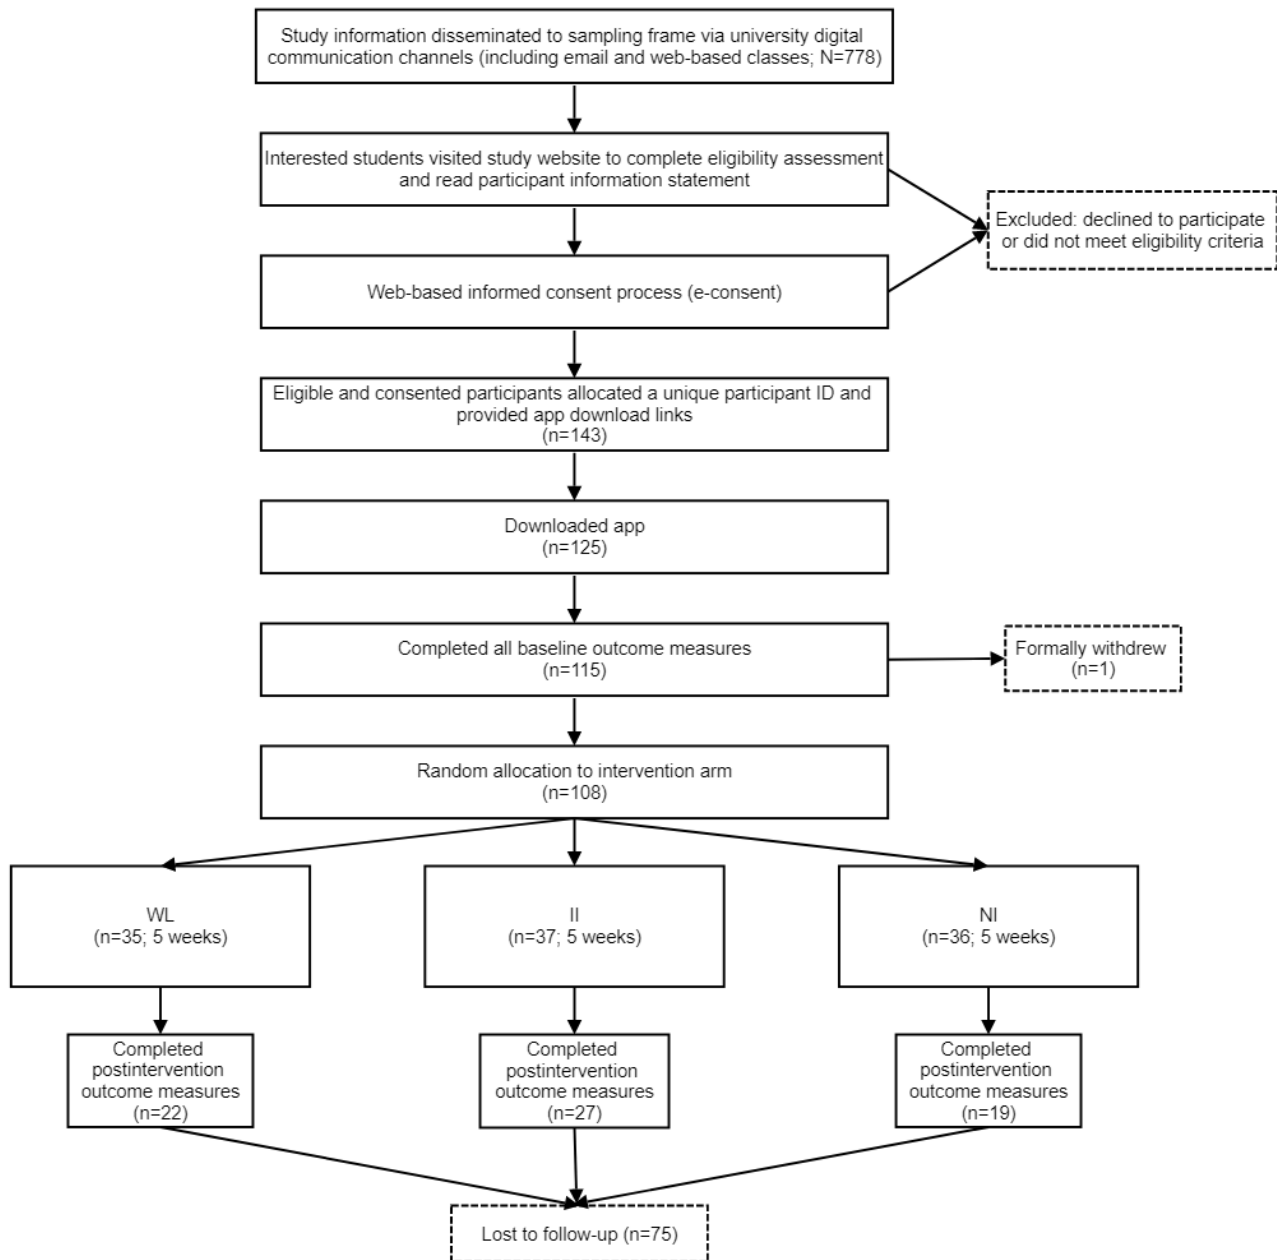 Study information disseminated to sampling frame via university digital
communication channels (including email and web-based classes; N=778)
Interested students visited study website to complete eligibility assessment
and read participant information statement
Excluded: declined to participate
or did not meet eligibility criteria
Web-based informed consent process (e-consent)
Eligible and consented participants allocated a unique participant ID and
provided app download links
(n=143)
Downloaded app
(n=125)
Completed all baseline outcome measures
(n=115)
Formally withdrew
(n=1)
Random allocation to intervention arm
(n=108)
WL
(n=35; 5 weeks)
II
(n=37; 5 weeks)
NI
(n=36; 5 weeks)
Completed
postintervention
outcome measures
(n=22)
Completed
postintervention
outcome measures
(n=27)
Completed
postintervention
outcome measures
(n=19)
Lost to follow-up (n=75)